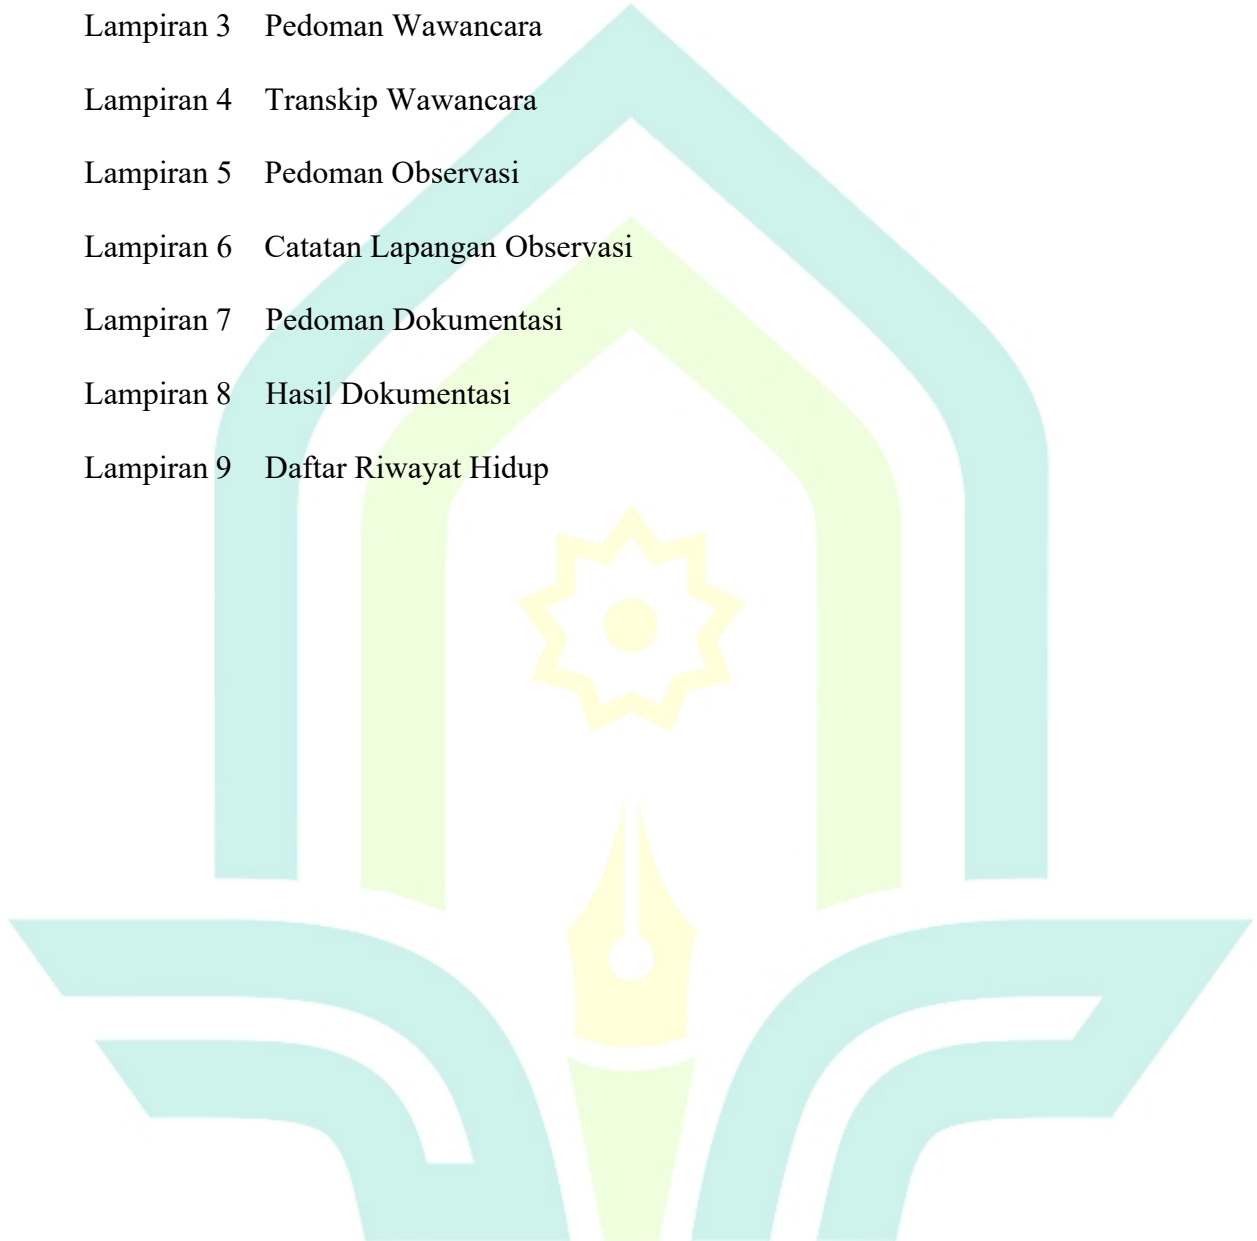 Lampiran 3 Pedoman Wawancara
Lampiran 4 Transkip Wawancara
Lampiran 5 Pedoman Observasi
Lampiran 6 Catatan Lapangan Observasi
Lampiran 7 Pedoman Dokumentasi
Lampiran 8 Hasil Dokumentasi
Lampiran 9 Daftar Riwayat Hidup